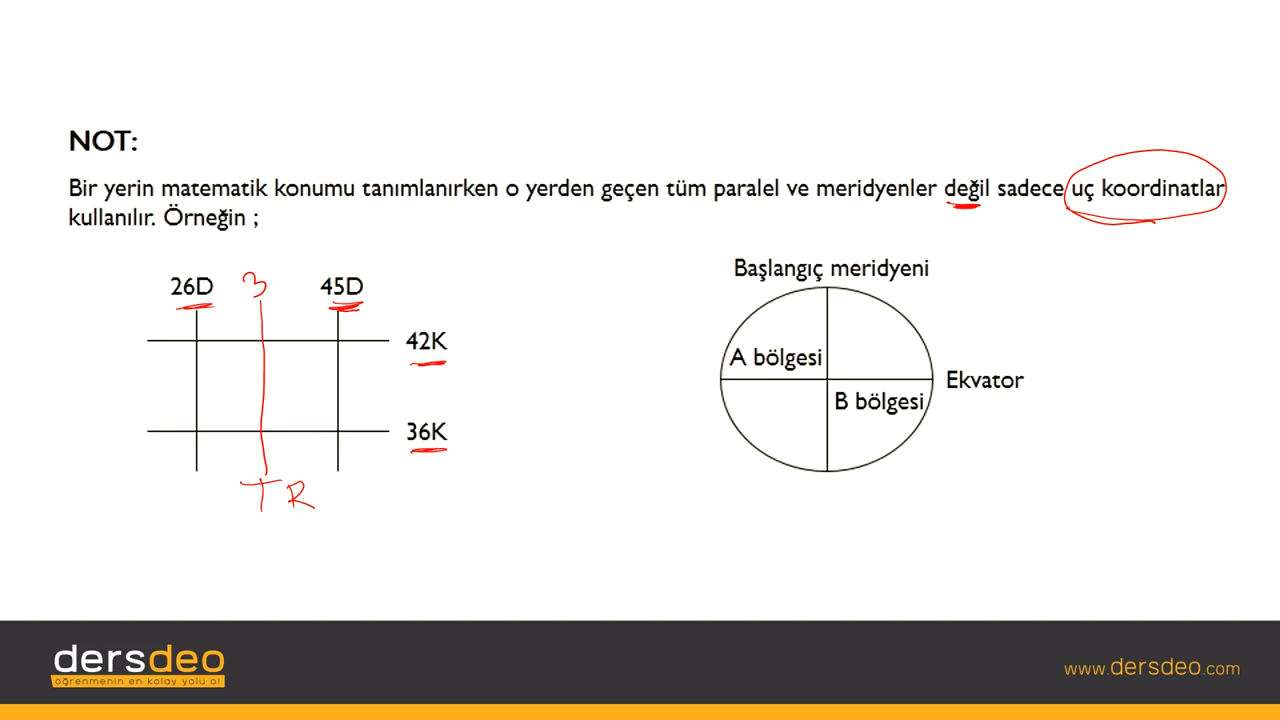 NOT:
Bir yerin matematik konumu tanımlanırken o yerden geçen tüm paralel ve meridyenler değil sadece uç koordinatlar
kullanılır. Örneğin ;
26D 3 45D
42K
36K
TR
Başlangıç meridyeni
A bölgesi
Ekvator
B bölgesi
dersdeo
öğrenmenin en kolay yolu o!
www.dersdeo.com